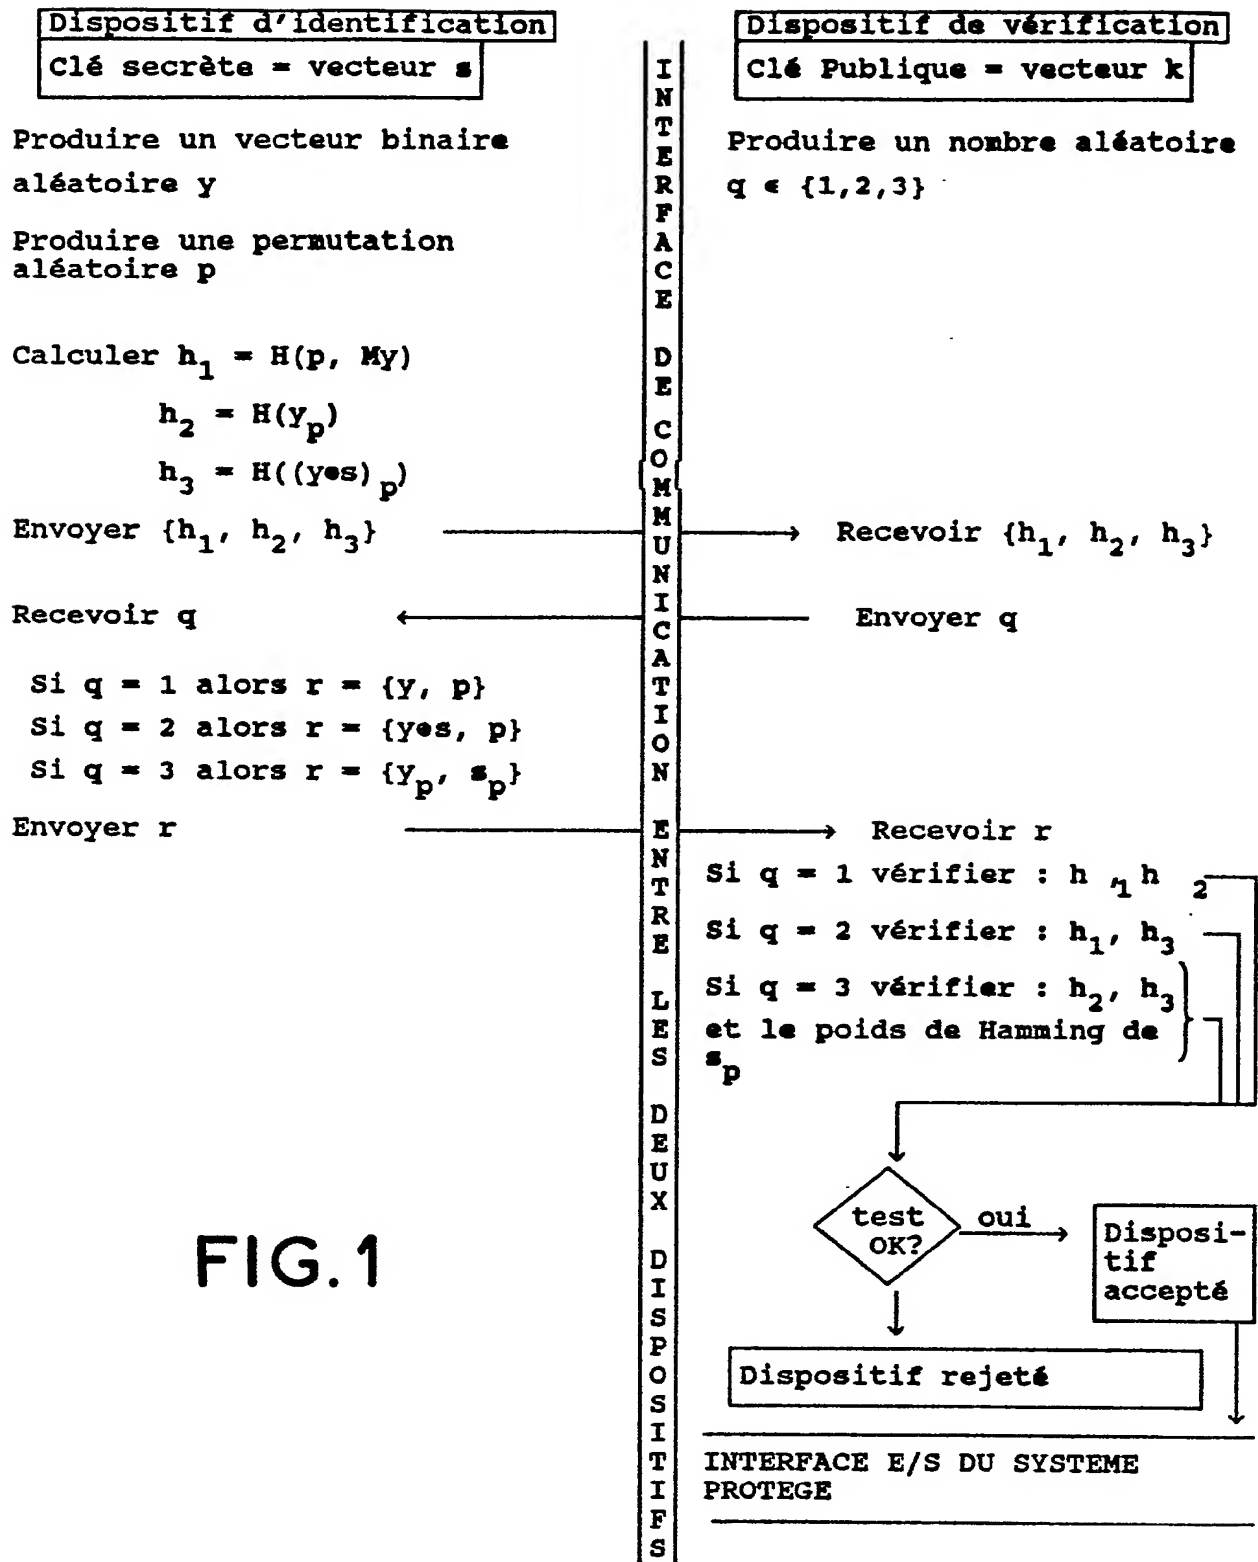 Dispositif d'identification
Clé secrète = vecteur s
Produire un vecteur binaire
aléatoire y
Produire une permutation
aléatoire p
Calculer h1 = H(p, My)
h2 = H(yp)
h3 = H((y⊕s)p)
Envoyer {h1, h2, h3}
Recevoir q
Si q = 1 alors r = {y, p}
Si q = 2 alors r = {y⊕s, p}
Si q = 3 alors r = {yp, sp}
Envoyer r
INTERFACE DE COMMUNICATION ENTRE LES DEUX DISPOSITIFS
Dispositif de vérification
Clé Publique = vecteur k
Produire un nombre aléatoire
q ∈ {1,2,3}
Recevoir {h1, h2, h3}
Envoyer q
Recevoir r
Si q = 1 vérifier : h1, h2
Si q = 2 vérifier : h1, h3
Si q = 3 vérifier : h2, h3
et le poids de Hamming de
sp
test
OK?
oui
Disposi-
tif
accepté
Dispositif rejeté
INTERFACE E/S DU SYSTEME
PROTEGE
FIG.1